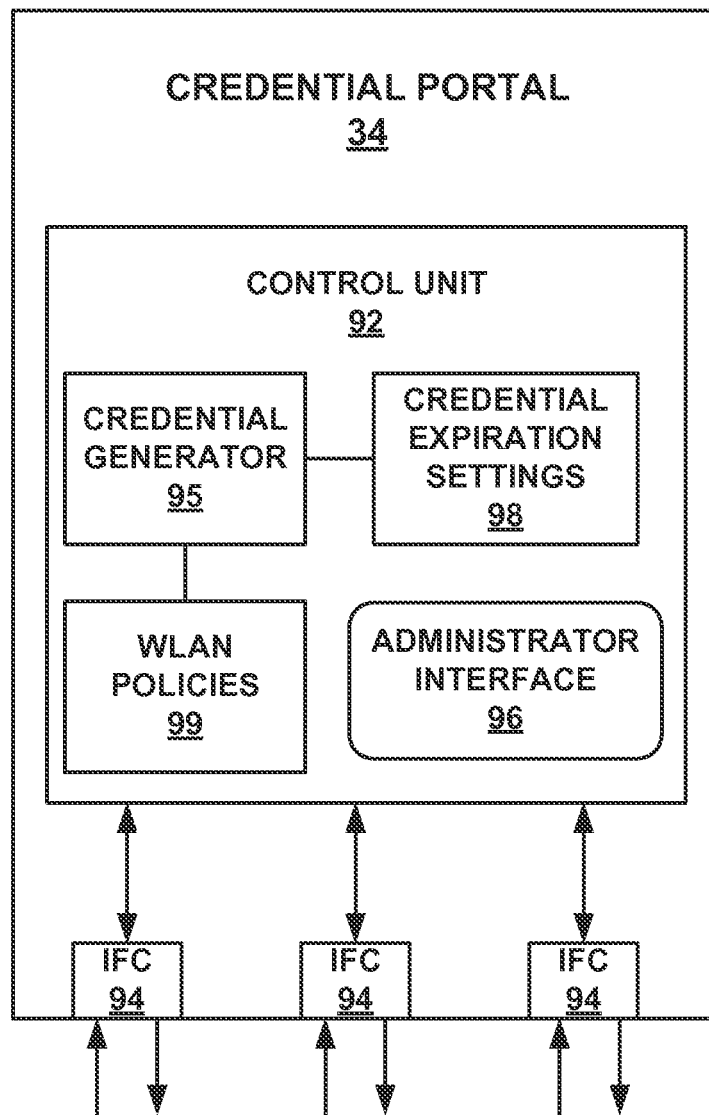 CREDENTIAL PORTAL
34
CONTROL UNIT
92
CREDENTIAL
GENERATOR
95
CREDENTIAL
EXPIRATION
SETTINGS
98
WLAN
POLICIES
99
ADMINISTRATOR
INTERFACE
96
IFC
94
IFC
94
IFC
94